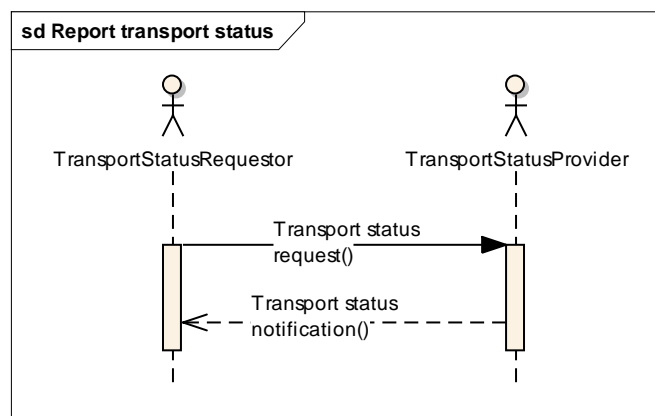 sd Report transport status
TransportStatusRequestor
TransportStatusProvider
Transport status
request()
Transport status
notification()